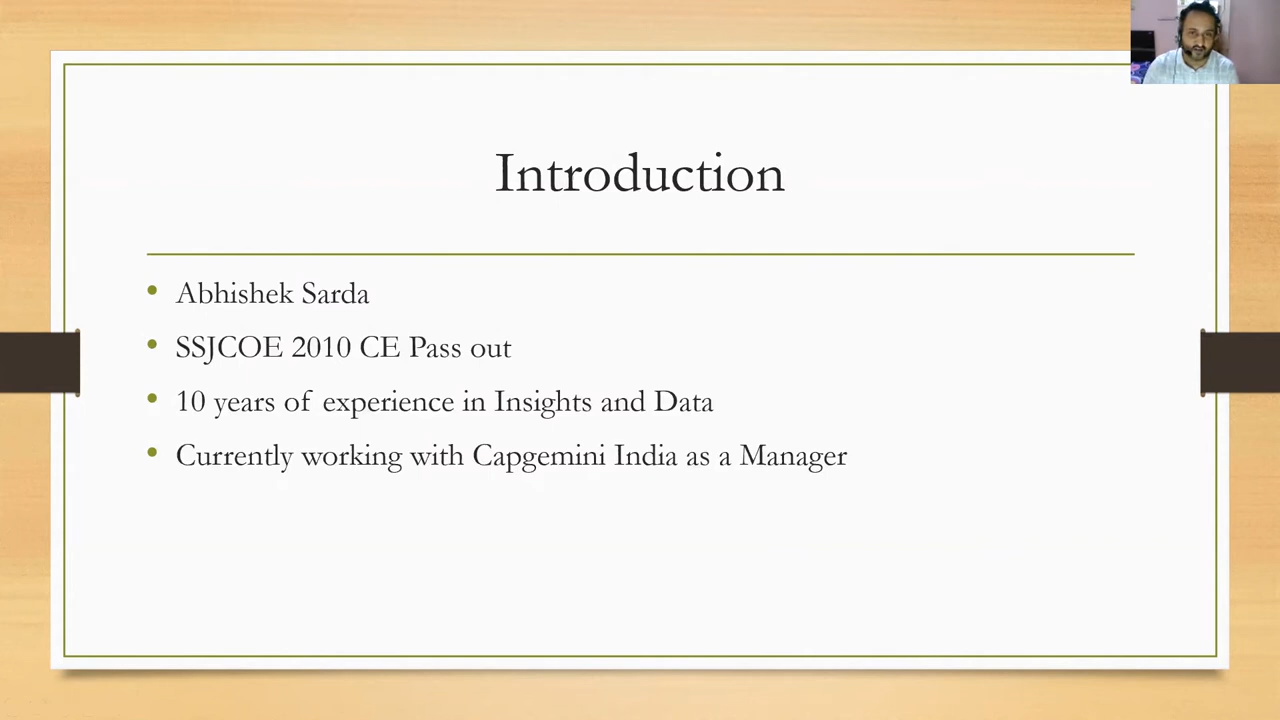 Introduction
• Abhishek Sarda
• SSJCOE 2010 CE Pass out
• 10 years of experience in Insights and Data
• Currently working with Capgemini India as a Manager